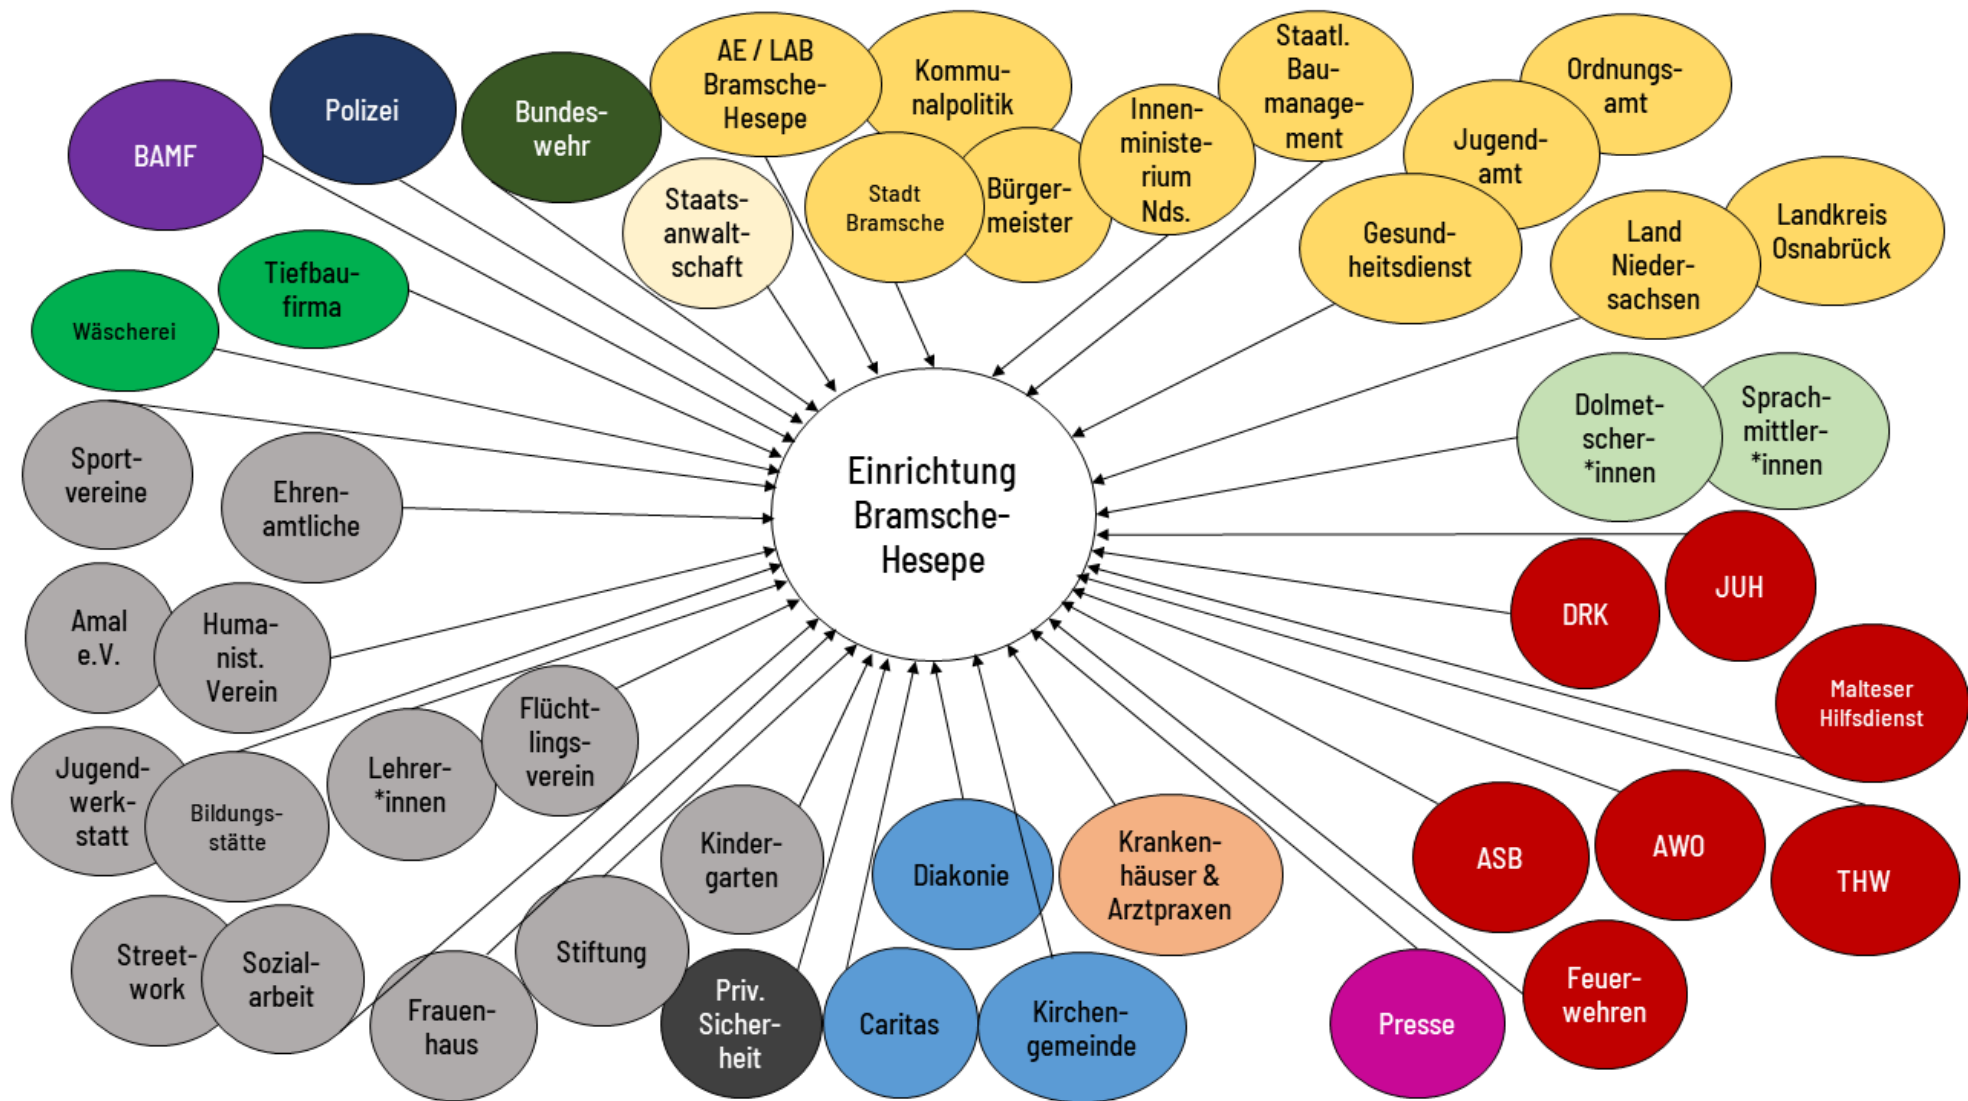 BAMF
Polizei
Bundes-
wehr
AE / LAB
Bramsche-
Hesepe
Kommu-
nalpolitik
Staatl.
Bau-
manage-
ment
Ordnungs-
amt
Innen-
ministe-
rium
Nds.
Jugend-
amt
Staats-
anwalt-
schaft
Stadt
Bramsche
Bürger-
meister
Gesund-
heitsdienst
Land
Nieder-
sachsen
Landkreis
Osnabrück
Tiefbau-
firma
Wäscherei
Dolmet-
scher-
*innen
Sprach-
mittler-
*innen
Sport-
vereine
Ehren-
amtliche
Einrichtung
Bramsche-
Hesepe
DRK
JUH
Amal
e.V.
Huma-
nist.
Verein
Malteser
Hilfsdienst
Flücht-
lings-
verein
Jugend-
werk-
statt
Bildungs-
stätte
Lehrer-
*innen
Kinder-
garten
Diakonie
Kranken-
häuser &
Arztpraxen
ASB
AWO
THW
Street-
work
Sozial-
arbeit
Frauen-
haus
Stiftung
Priv.
Sicher-
heit
Caritas
Kirchen-
gemeinde
Presse
Feuer-
wehren